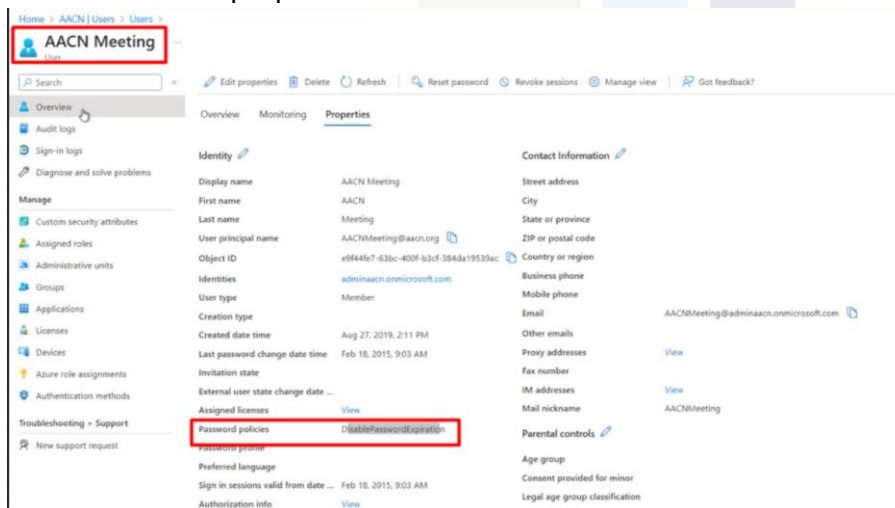 Home > AACN | Users > Users >
AACN Meeting ...
User
Search «
Edit properties Delete Refresh Reset password Revoke sessions Manage view Got feedback?
Overview
Audit logs
Sign-in logs
Diagnose and solve problems
Manage
Custom security attributes
Assigned roles
Administrative units
Groups
Applications
Licenses
Devices
Azure role assignments
Authentication methods
Troubleshooting + Support
New support request
Overview Monitoring Properties
Identity
Display name AACN Meeting
First name AACN
Last name Meeting
User principal name AACNMeeting@aacn.org
Object ID e9f44fe7-63bc-400f-b3cf-384da19539ac
Identities adminaacn.onmicrosoft.com
User type Member
Creation type
Created date time Aug 27, 2019, 2:11 PM
Last password change date time Feb 18, 2015, 9:03 AM
Invitation state
External user state change date ...
Assigned licenses View
Password policies DisablePasswordExpiration
Password profile
Preferred language
Sign in sessions valid from date ... Feb 18, 2015, 9:03 AM
Authorization info View
Contact Information
Street address
City
State or province
ZIP or postal code
Country or region
Business phone
Mobile phone
Email AACNMeeting@adminaacn.onmicrosoft.com
Other emails
Proxy addresses View
Fax number
IM addresses View
Mail nickname AACNMeeting
Parental controls
Age group
Consent provided for minor
Legal age group classification